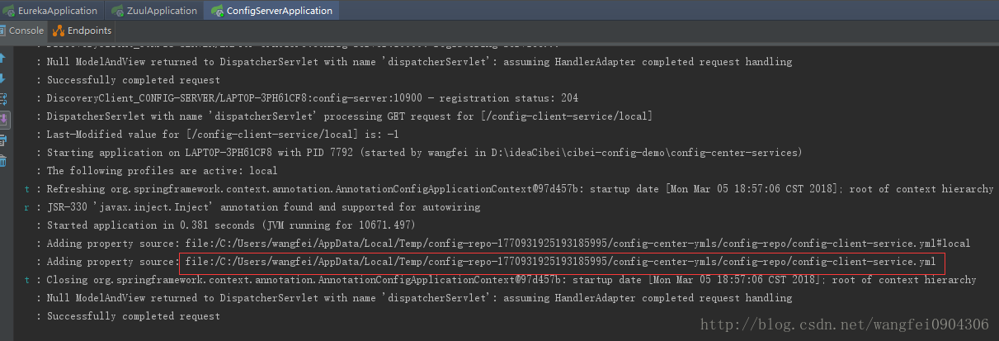 EurekaApplication ZuulApplication ConfigServerApplication
Console Endpoints
: Null ModelAndView returned to DispatcherServlet with name 'dispatcherServlet': assuming HandlerAdapter completed request handling
: Successfully completed request
: DiscoveryClient_CONFIG-SERVER/LAPTOP-3PH61CF8:config-server:10900 - registration status: 204
: DispatcherServlet with name 'dispatcherServlet' processing GET request for [/config-client-service/local]
: Last-Modified value for [/config-client-service/local] is: -1
: Starting application on LAPTOP-3PH61CF8 with PID 7792 (started by wangfei in D:\ideaCibei\cibei-config-demo\config-center-services)
: The following profiles are active: local
t : Refreshing org.springframework.context.annotation.AnnotationConfigApplicationContext@97d457b: startup date [Mon Mar 05 18:57:06 CST 2018]; root of context hierarchy
r : JSR-330 'javax.inject.Inject' annotation found and supported for autowiring
: Started application in 0.381 seconds (JVM running for 10671.497)
: Adding property source: file:/C:/Users/wangfei/AppData/Local/Temp/config-repo-1770931925193185995/config-center-ymls/config-repo/config-client-service.yml#local
: Adding property source: file:/C:/Users/wangfei/AppData/Local/Temp/config-repo-1770931925193185995/config-center-ymls/config-repo/config-client-service.yml
t : Closing org.springframework.context.annotation.AnnotationConfigApplicationContext@97d457b: startup date [Mon Mar 05 18:57:06 CST 2018]; root of context hierarchy
: Null ModelAndView returned to DispatcherServlet with name 'dispatcherServlet': assuming HandlerAdapter completed request handling
: Successfully completed request
http://blog.csdn.net/wangfei0904306